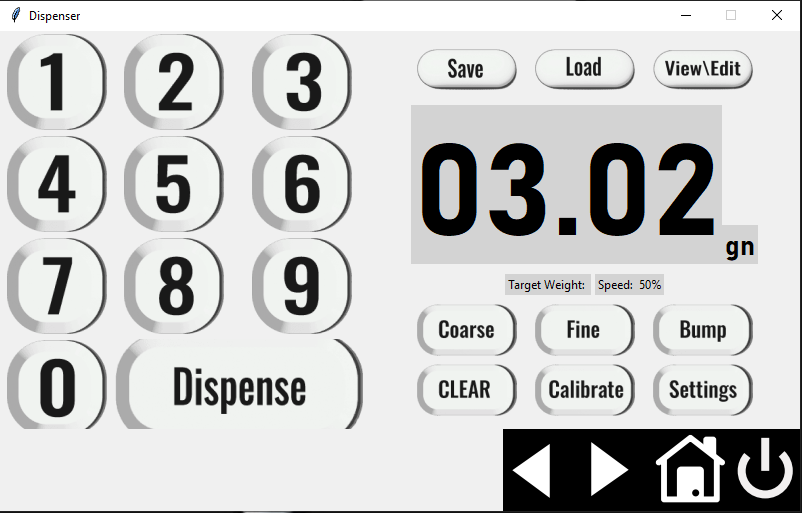 Dispenser
1 2 3
4 5 6
7 8 9
0 Dispense
Save Load View\Edit
03.02 gn
Target Weight: Speed: 50%
Coarse Fine Bump
CLEAR Calibrate Settings